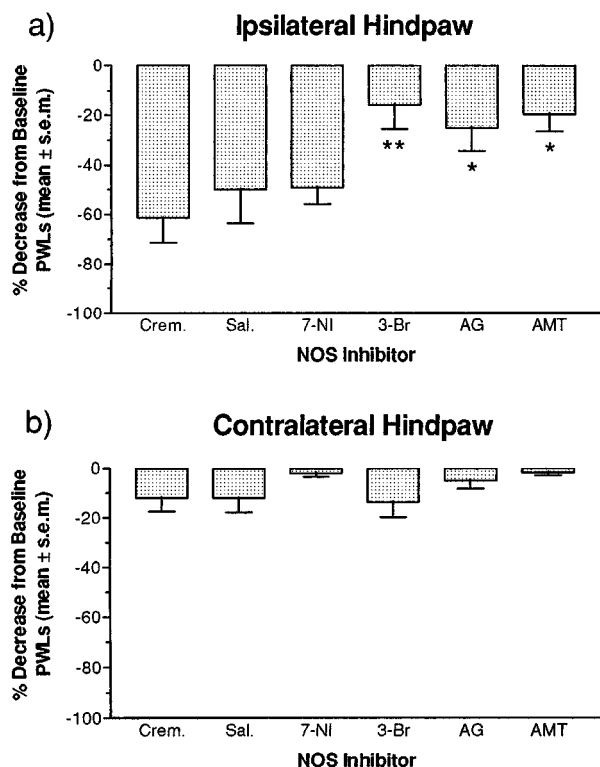 a)
Ipsilateral Hindpaw
% Decrease from Baseline
PWLs (mean ± s.e.m.)
0
-20
-40
-60
-80
-100
** * *
Crem. Sal. 7-NI 3-Br AG AMT
NOS Inhibitor
b)
Contralateral Hindpaw
% Decrease from Baseline
PWLs (mean ± s.e.m.)
0
-20
-40
-60
-80
-100
Crem. Sal. 7-NI 3-Br AG AMT
NOS Inhibitor